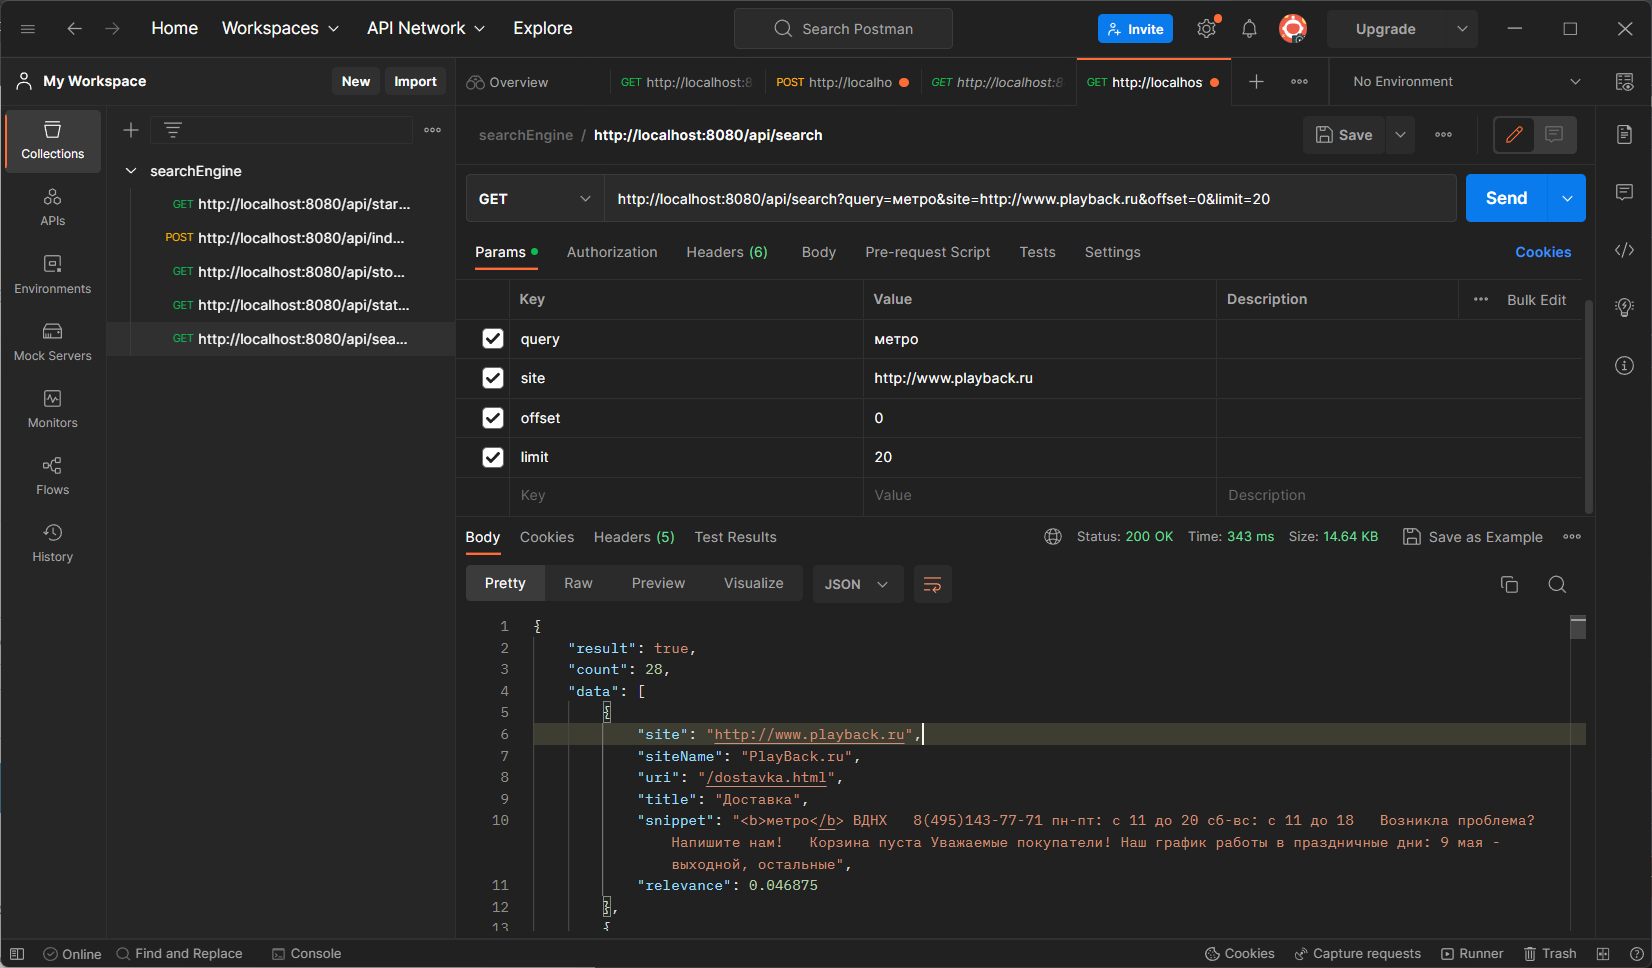 Home Workspaces API Network Explore Search Postman Invite Upgrade
My Workspace New Import Overview GET http://localhost:8 POST http://localho GET http://localhost:8 GET http://localhos No Environment
searchEngine / http://localhost:8080/api/search Save
Collections
APIs
Environments
Mock Servers
Monitors
Flows
History
searchEngine
GET http://localhost:8080/api/star...
POST http://localhost:8080/api/ind...
GET http://localhost:8080/api/sto...
GET http://localhost:8080/api/stat...
GET http://localhost:8080/api/sea...
GET http://localhost:8080/api/search?query=метро&site=http://www.playback.ru&offset=0&limit=20 Send
Params Authorization Headers (6) Body Pre-request Script Tests Settings Cookies
Key Value Description Bulk Edit
query метро
site http://www.playback.ru
offset 0
limit 20
Key Value Description
Body Cookies Headers (5) Test Results Status: 200 OK Time: 343 ms Size: 14.64 KB Save as Example
Pretty Raw Preview Visualize JSON
1 {
2 "result": true,
3 "count": 28,
4 "data": [
5 {
6 "site": "http://www.playback.ru",
7 "siteName": "PlayBack.ru",
8 "uri": "/dostavka.html",
9 "title": "Доставка",
10 "snippet": "<b>метро</b> ВДНХ 8(495)143-77-71 пн-пт: с 11 до 20 сб-вс: с 11 до 18 Возникла проблема?
Напишите нам! Корзина пуста Уважаемые покупатели! Наш график работы в праздничные дни: 9 мая -
выходной, остальные",
11 "relevance": 0.046875
12 },
13 {
Online Find and Replace Console Cookies Capture requests Runner Trash